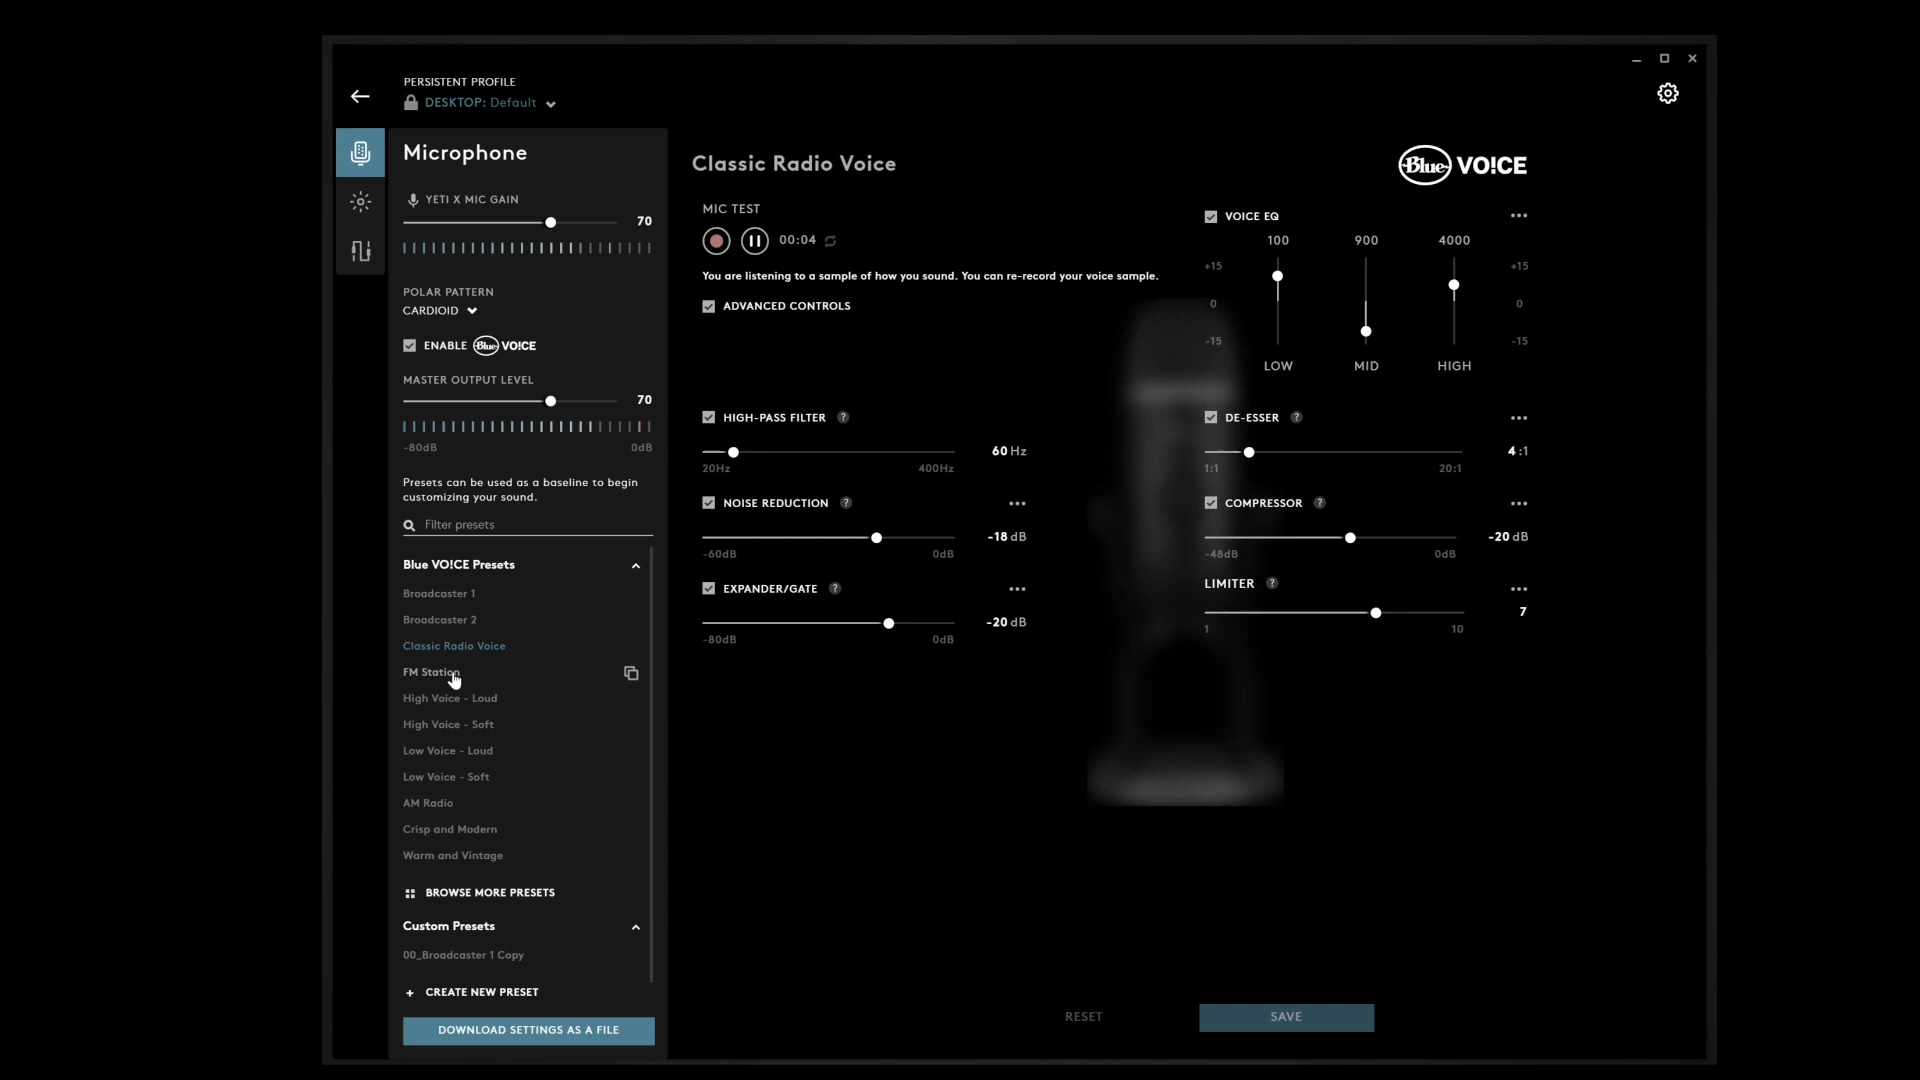 PERSISTENT PROFILE
DESKTOP: Default
Microphone
YETI X MIC GAIN
70
POLAR PATTERN
CARDIOID
ENABLE Blue VO!CE
MASTER OUTPUT LEVEL
70
-80dB 0dB
Presets can be used as a baseline to begin
customizing your sound.
Filter presets
Blue VO!CE Presets
Broadcaster 1
Broadcaster 2
Classic Radio Voice
FM Station
High Voice - Loud
High Voice - Soft
Low Voice - Loud
Low Voice - Soft
AM Radio
Crisp and Modern
Warm and Vintage
BROWSE MORE PRESETS
Custom Presets
00_Broadcaster 1 Copy
+ CREATE NEW PRESET
DOWNLOAD SETTINGS AS A FILE
Classic Radio Voice
Blue VO!CE
MIC TEST
00:04
You are listening to a sample of how you sound. You can re-record your voice sample.
ADVANCED CONTROLS
HIGH-PASS FILTER ?
60 Hz
20Hz 400Hz
NOISE REDUCTION ? •••
-18 dB
-60dB 0dB
EXPANDER/GATE ? •••
-20 dB
-80dB 0dB
VOICE EQ •••
100 900 4000
+15 +15
0 0
-15 -15
LOW MID HIGH
DE-ESSER ? •••
4 :1
1:1 20:1
COMPRESSOR ? •••
-20 dB
-48dB 0dB
LIMITER ? •••
7
1 10
RESET
SAVE